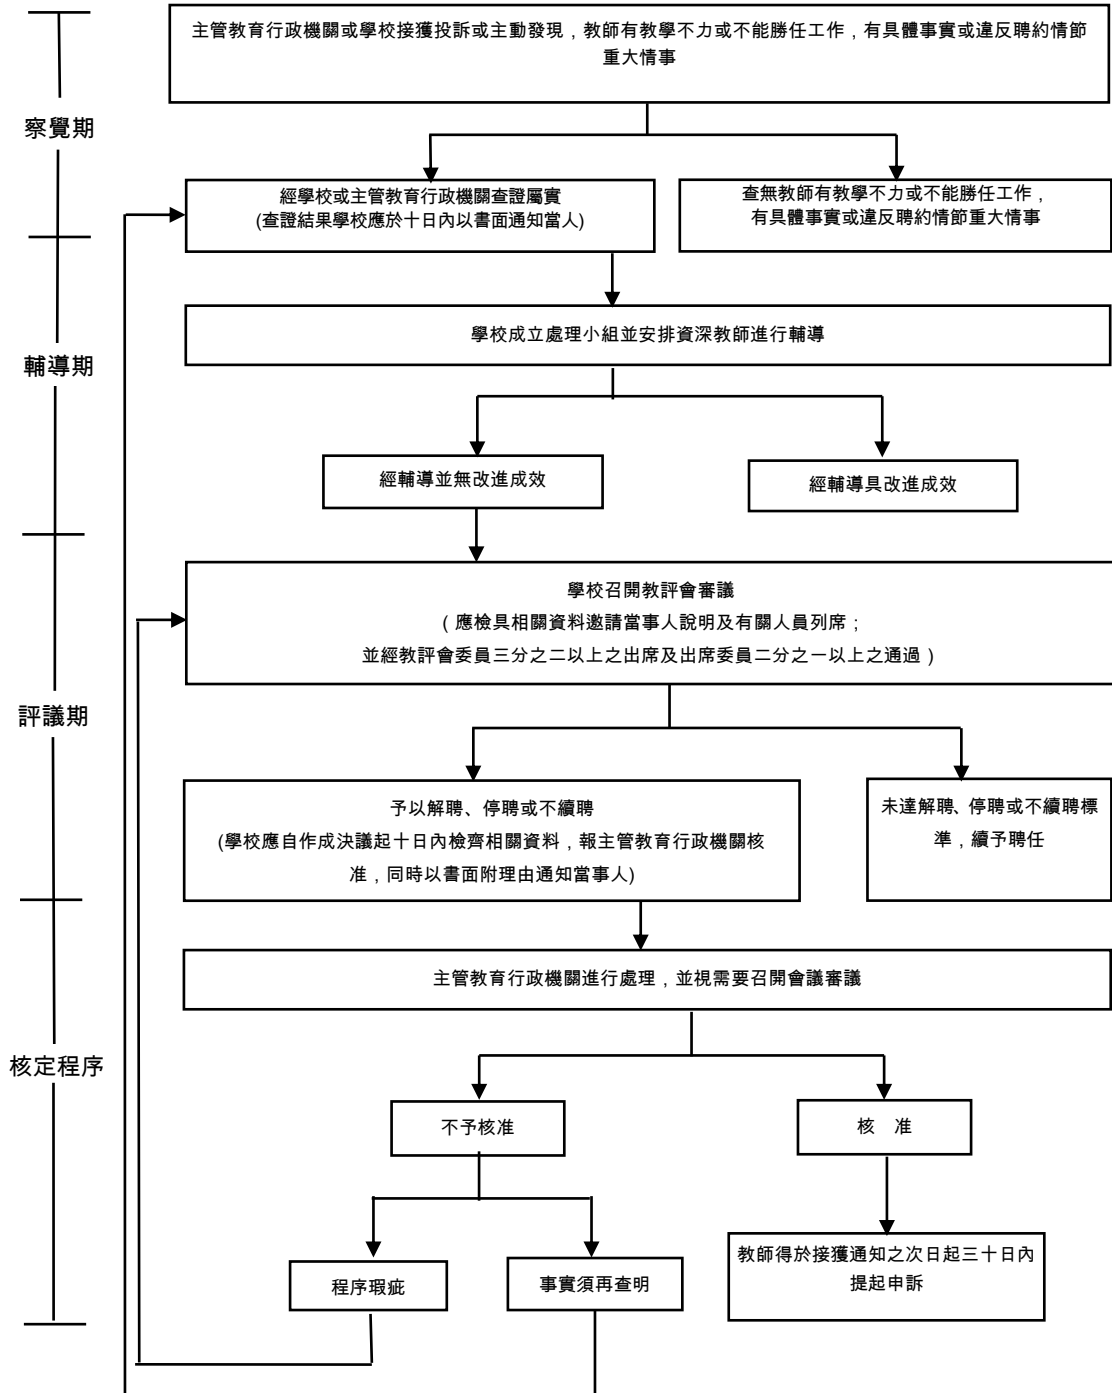 主管教育行政機關或學校接獲投訴或主動發現，教師有教學不力或不能勝任工作，有具體事實或違反聘約情節
重大情事
察覺期
經學校或主管教育行政機關查證屬實
(查證結果學校應於十日內以書面通知當人)
查無教師有教學不力或不能勝任工作，
有具體事實或違反聘約情節重大情事
學校成立處理小組並安排資深教師進行輔導
輔導期
經輔導並無改進成效
經輔導具改進成效
學校召開教評會審議
（應檢具相關資料邀請當事人說明及有關人員列席；
並經教評會委員三分之二以上之出席及出席委員二分之一以上之通過）
評議期
予以解聘、停聘或不續聘
(學校應自作成決議起十日內檢齊相關資料，報主管教育行政機關核
准，同時以書面附理由通知當事人)
未達解聘、停聘或不續聘標
準，續予聘任
主管教育行政機關進行處理，並視需要召開會議審議
核定程序
不予核准
核　准
程序瑕疵
事實須再查明
教師得於接獲通知之次日起三十日內
提起申訴